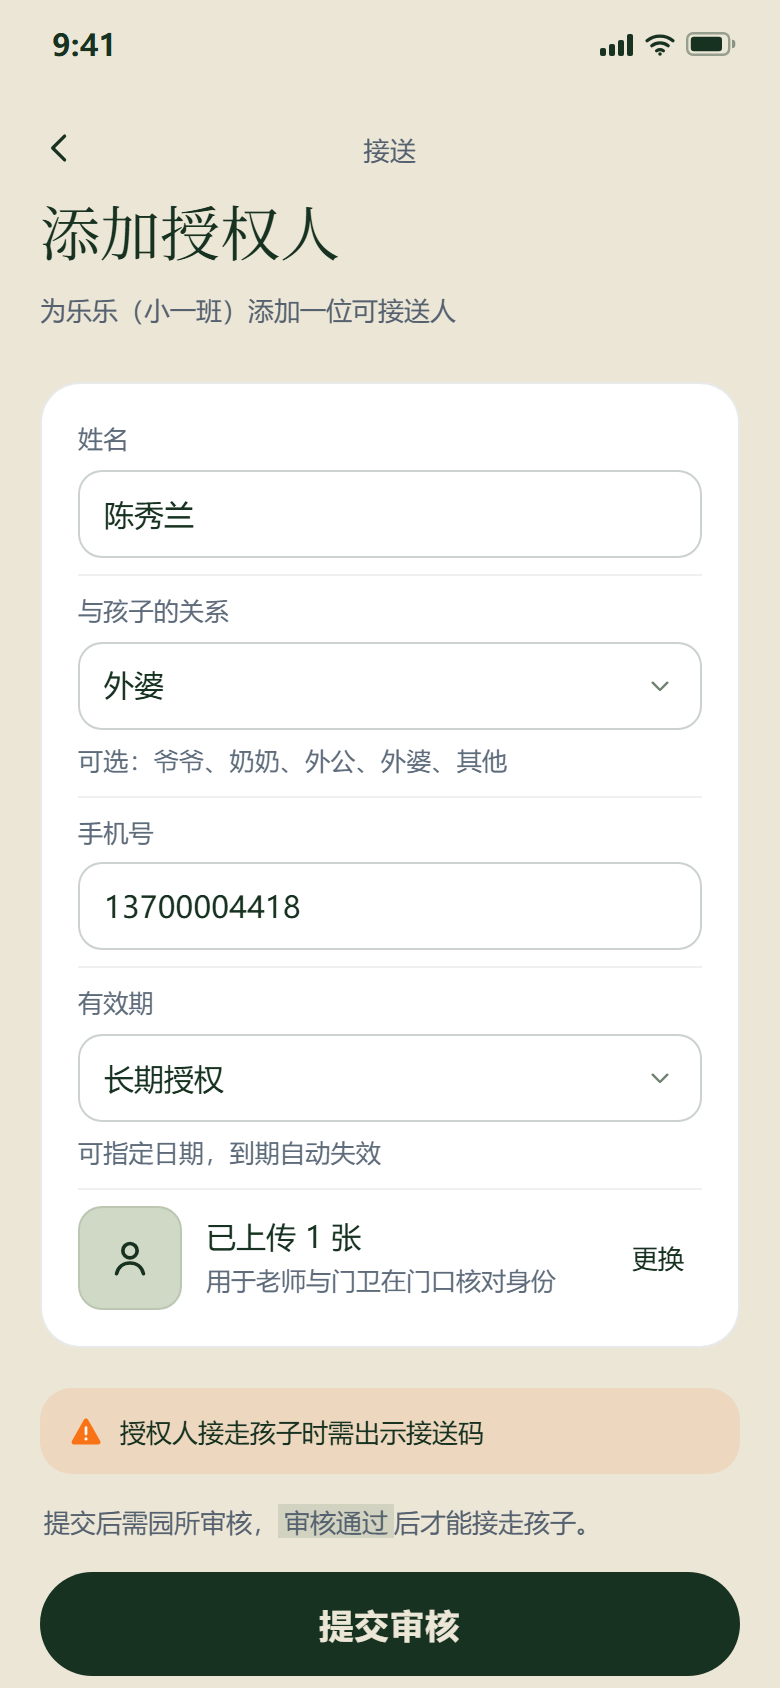 9:41
接送
添加授权人
为乐乐（小一班）添加一位可接送人
姓名
陈秀兰
与孩子的关系
外婆
可选：爷爷、奶奶、外公、外婆、其他
手机号
13700004418
有效期
长期授权
可指定日期，到期自动失效
已上传 1 张
用于老师与门卫在门口核对身份
更换
授权人接走孩子时需出示接送码
提交后需园所审核，审核通过后才能接走孩子。
提交审核